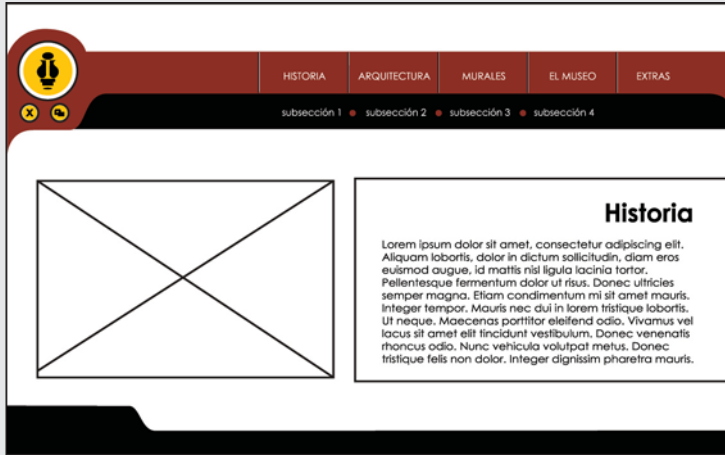 HISTORIA ARQUITECTURA MURALES EL MUSEO EXTRAS
X
subsección 1 subsección 2 subsección 3 subsección 4
Historia
Lorem ipsum dolor sit amet, consectetur adipiscing elit.
Aliquam lobortis, dolor in dictum sollicitudin, diam eros
euismod augue, id mattis nisl ligula lacinia tortor.
Pellentesque fermentum dolor ut risus. Donec ultricies
semper magna. Etiam condimentum mi sit amet mauris.
Integer tempor. Mauris nec dui in lorem tristique lobortis.
Ut neque. Maecenas porttitor eleifend odio. Vivamus vel
lacus sit amet elit tincidunt vestibulum. Donec venenatis
rhoncus odio. Nunc vehicula volutpat metus. Donec
tristique felis non dolor. Integer dignissim pharetra mauris.